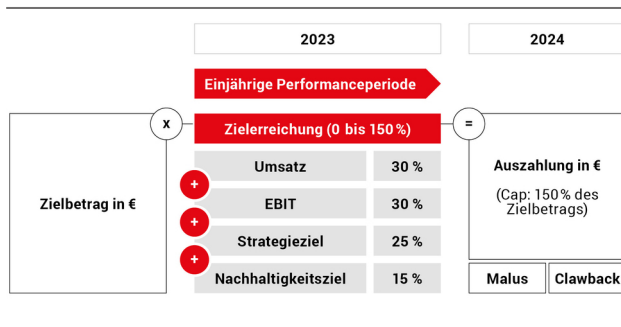 2023
2024
Einjährige Performanceperiode
x
Zielerreichung (0 bis 150 %)
=
Zielbetrag in €
Umsatz 30 %
+
EBIT 30 %
+
Strategieziel 25 %
+
Nachhaltigkeitsziel 15 %
Auszahlung in €
(Cap: 150 % des
Zielbetrags)
Malus
Clawback